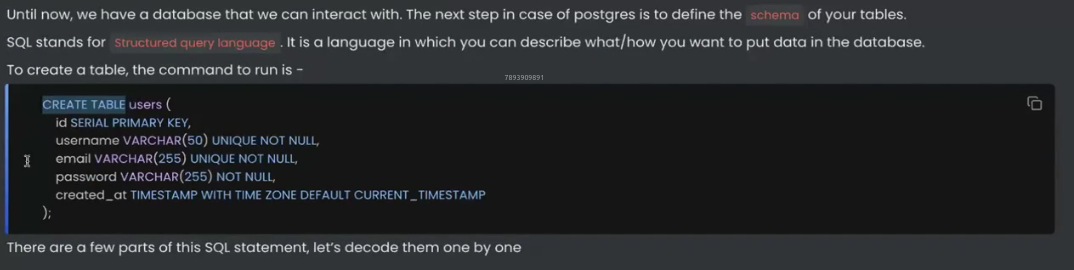 Until now, we have a database that we can interact with. The next step in case of postgres is to define the schema of your tables.
SQL stands for Structured query language . It is a language in which you can describe what/how you want to put data in the database.
To create a table, the command to run is -
7893909891
CREATE TABLE users (
id SERIAL PRIMARY KEY,
username VARCHAR(50) UNIQUE NOT NULL,
email VARCHAR(255) UNIQUE NOT NULL,
password VARCHAR(255) NOT NULL,
created_at TIMESTAMP WITH TIME ZONE DEFAULT CURRENT_TIMESTAMP
);
There are a few parts of this SQL statement, let's decode them one by one